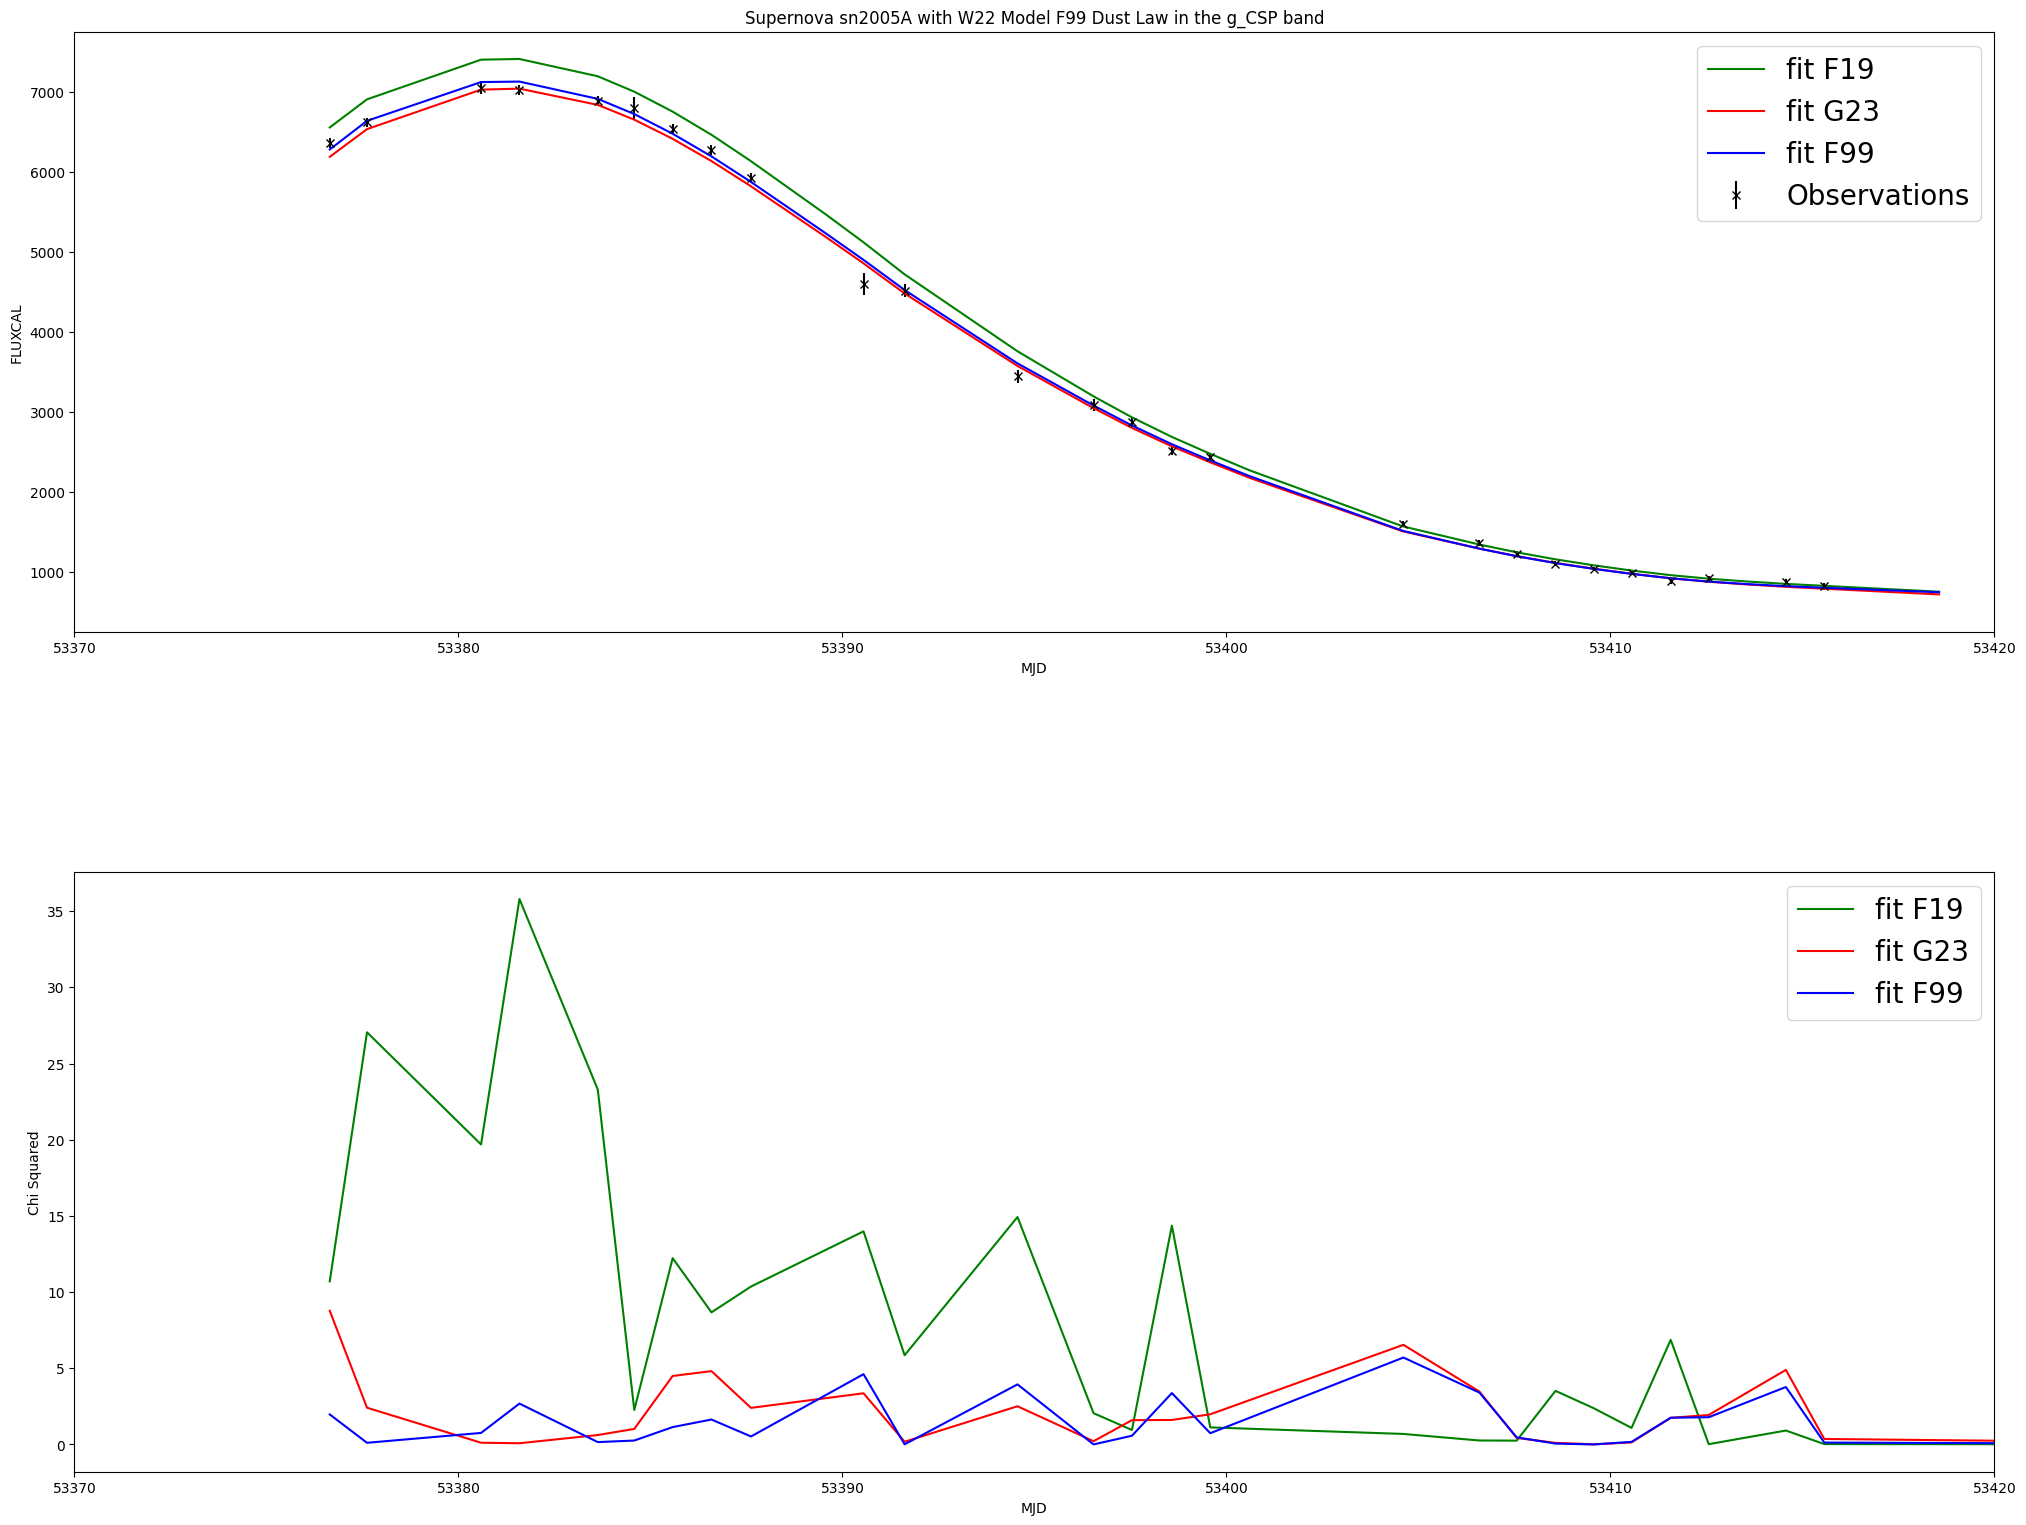 Supernova sn2005A with W22 Model F99 Dust Law in the g_CSP band
fit F19
fit G23
fit F99
Observations
FLUXCAL
7000
6000
5000
4000
3000
2000
1000
53370
53380
53390
53400
53410
53420
MJD
fit F19
fit G23
fit F99
Chi Squared
35
30
25
20
15
10
5
0
53370
53380
53390
53400
53410
53420
MJD